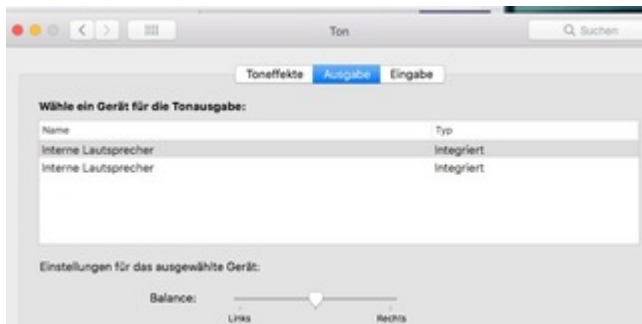 Ton
Suchen
Toneffekte Ausgabe Eingabe
Wähle ein Gerät für die Tonausgabe:
Name Typ
Interne Lautsprecher Integriert
Interne Lautsprecher Integriert
Einstellungen für das ausgewählte Gerät:
Balance:
Links Rechts